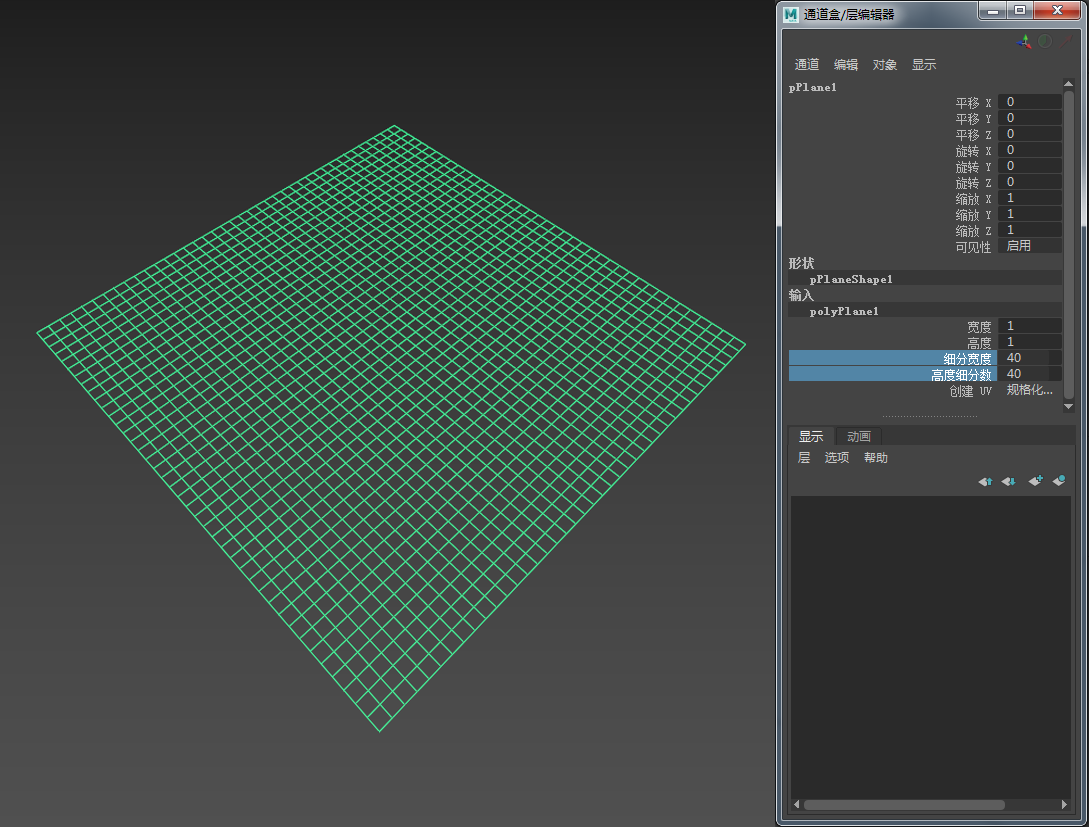 通道盒/层编辑器
通道 编辑 对象 显示
pPlane1
平移 X 0
平移 Y 0
平移 Z 0
旋转 X 0
旋转 Y 0
旋转 Z 0
缩放 X 1
缩放 Y 1
缩放 Z 1
可见性 启用
形状
pPlaneShape1
输入
polyPlane1
宽度 1
高度 1
细分宽度 40
高度细分数 40
创建 UV 规格化...
显示 动画
层 选项 帮助